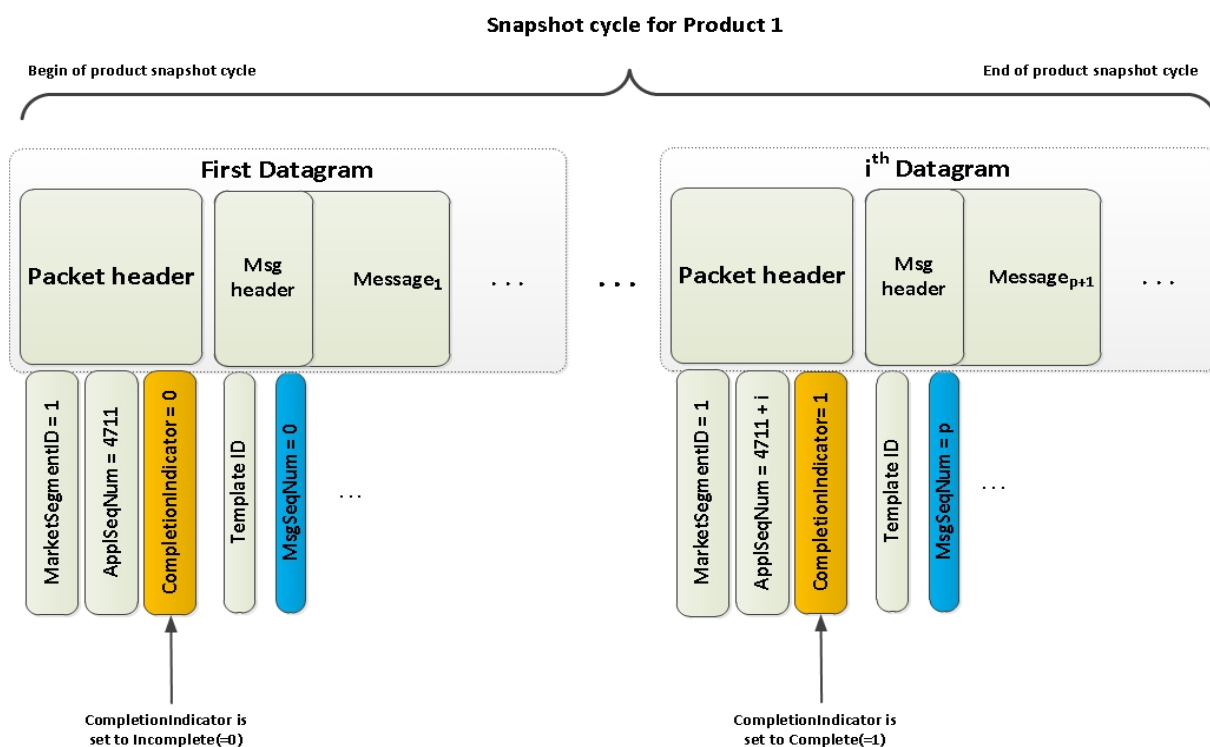 Snapshot cycle for Product 1
Begin of product snapshot cycle
End of product snapshot cycle
First Datagram
Packet header
Msg
header
Message1
. . .
. . .
ith Datagram
Packet header
Msg
header
Messagep+1
. . .
MarketSegmentID = 1
ApplSeqNum = 4711
CompletionIndicator = 0
Template ID
MsgSeqNum = 0
. . .
MarketSegmentID = 1
ApplSeqNum = 4711 + i
CompletionIndicator= 1
Template ID
MsgSeqNum = p
. . .
CompletionIndicator is
set to Incomplete(=0)
CompletionIndicator is
set to Complete(=1)